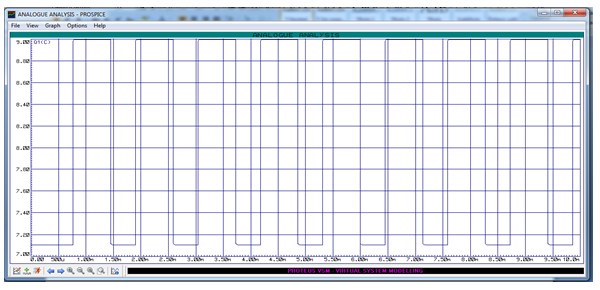 ANALOGUE ANALYSIS - PROSPICE
File View Graph Options Help
ANALOGUE ANALYSIS
9.00 Q1(C)
8.80
8.60
8.40
8.20
8.00
7.80
7.60
7.40
7.20
7.00
0.00 500u 1.00m 1.50m 2.00m 2.50m 3.00m 3.50m 4.00m 4.50m 5.00m 5.50m 6.00m 6.50m 7.00m 7.50m 8.00m 8.50m 9.00m 9.50m 10.0m
PROTEUS VSM - VIRTUAL SYSTEM MODELLING